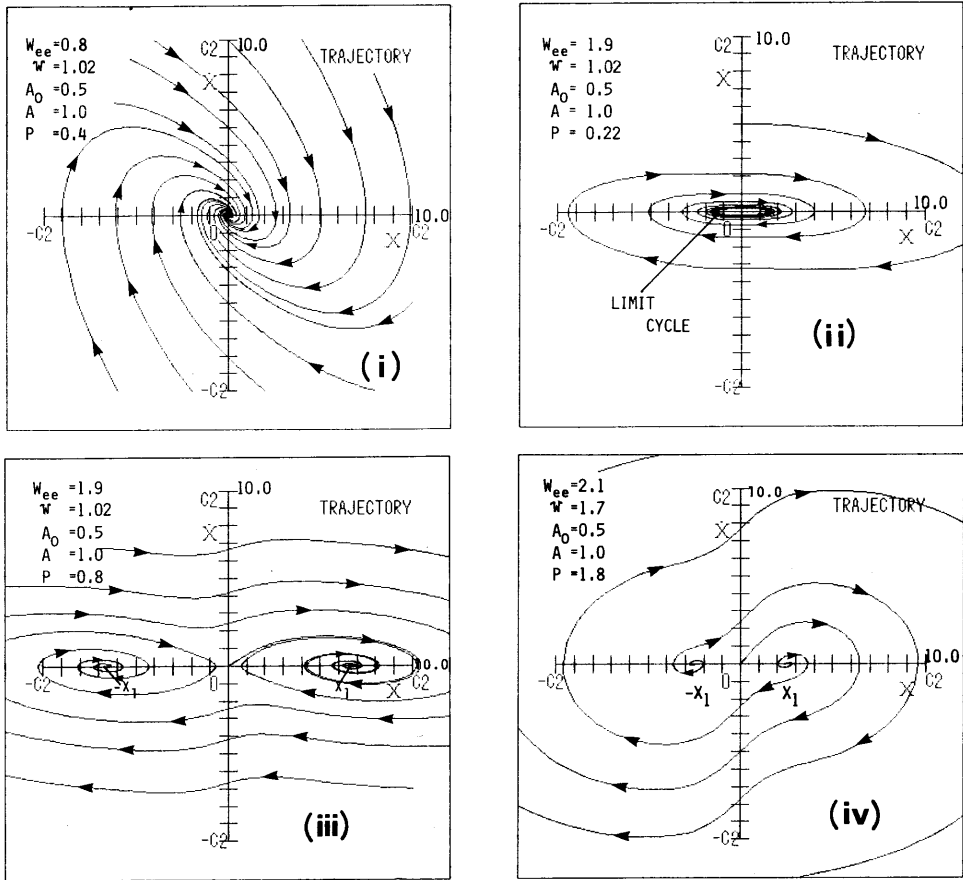 C2 10.0
TRAJECTORY
Wee =0.8
W =1.02
Ao =0.5
A =1.0
P =0.4
Ẋ
-C2
0
10.0
X
C2
-C2
(i)
C2 10.0
TRAJECTORY
Wee = 1.9
W = 1.02
Ao = 0.5
A = 1.0
P = 0.22
Ẋ
-C2
0
10.0
X
C2
LIMIT
CYCLE
-C2
(ii)
C2 10.0
TRAJECTORY
Wee =1.9
W =1.02
Ao =0.5
A =1.0
P =0.8
Ẋ
-C2
-X1
0
X1
10.0
X
C2
-C2
(iii)
C2 10.0
TRAJECTORY
Wee =2.1
W =1.7
Ao =0.5
A =1.0
P =1.8
Ẋ
-C2
-X1
0
X1
10.0
X
C2
-C2
(iv)